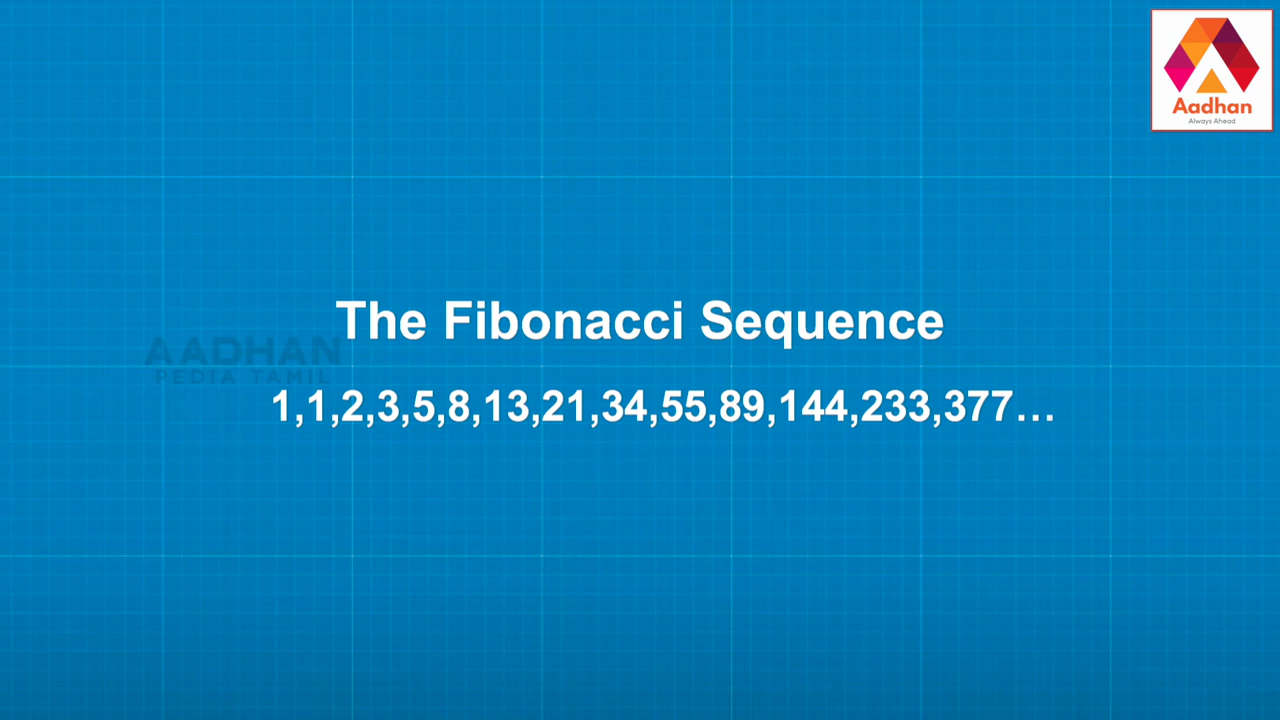 Aadhan
Always Ahead
The Fibonacci Sequence
AADHAN
PEDIA TAMIL
1,1,2,3,5,8,13,21,34,55,89,144,233,377...